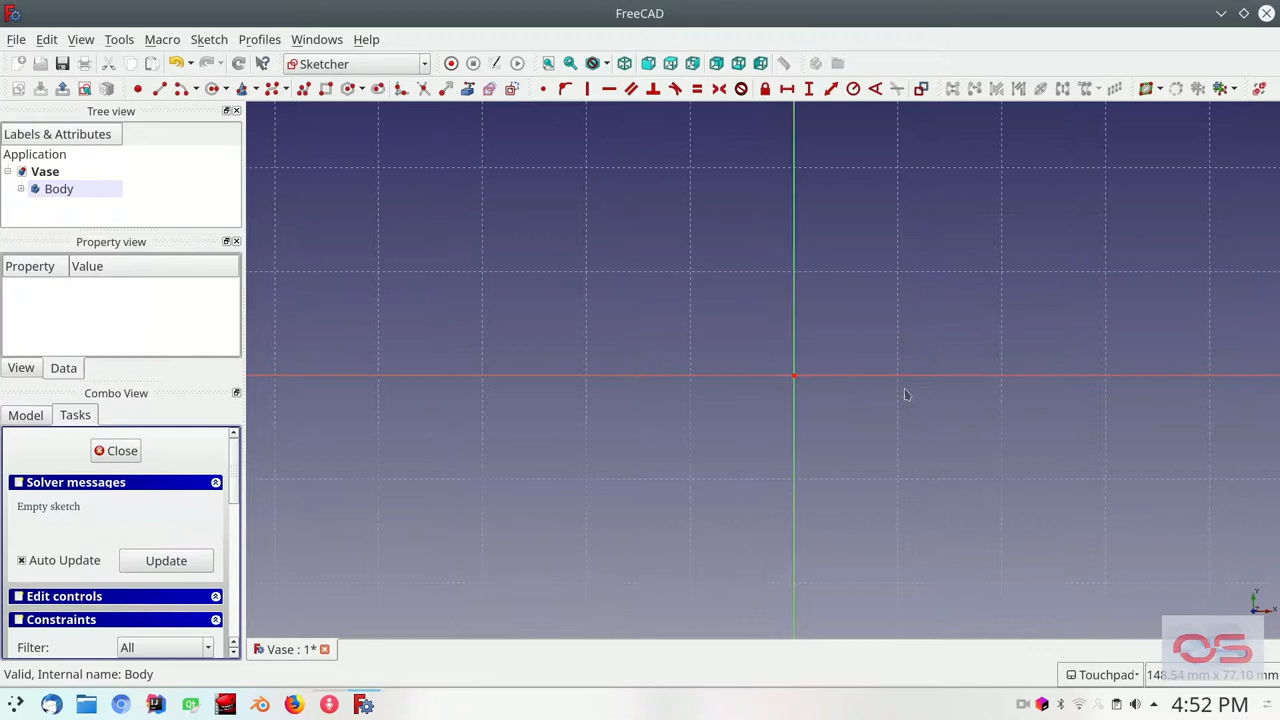 FreeCAD
File Edit View Tools Macro Sketch Profiles Windows Help
Sketcher
Tree view
Labels & Attributes
Application
Vase
Body
Property view
Property Value
View Data
Combo View
Model Tasks
Close
Solver messages
Empty sketch
Auto Update Update
Edit controls
Constraints
Filter: All
Y
X
Z
OS
Vase : 1*
Valid, Internal name: Body
Touchpad
148.54 mm x 77.10 mm
4:52 PM